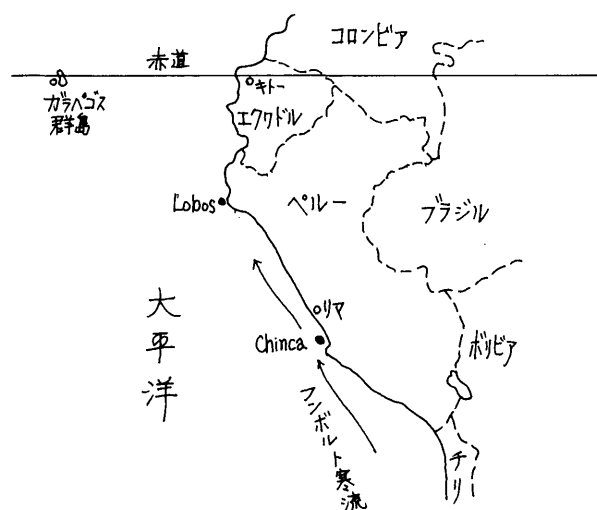 コロンビア
赤道
ガラペゴス
群島
キトー
エクワドル
Lobos
ペルー
ブラジル
リマ
Chinca
ボリビア
大平洋
フンボルト寒流
チリ